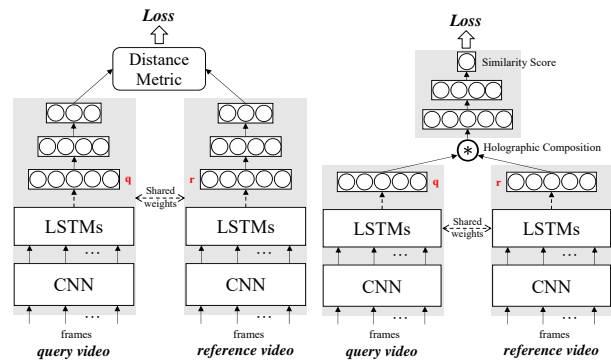 Loss
Distance
Metric
q
r
Shared
weights
LSTMs
LSTMs
...
...
CNN
CNN
...
...
frames
frames
query video
reference video
Loss
Similarity Score
*
Holographic Composition
q
r
Shared
weights
LSTMs
LSTMs
...
...
CNN
CNN
...
...
frames
frames
query video
reference video